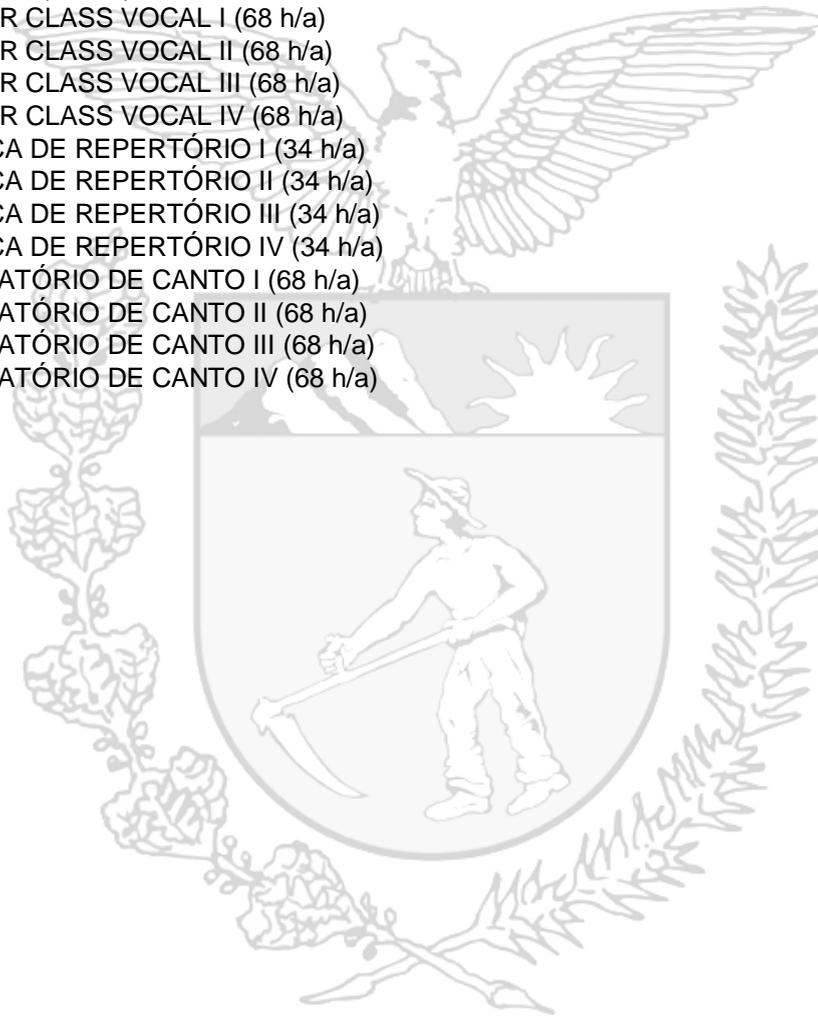 R CLASS VOCAL I (68 h/a)
R CLASS VOCAL II (68 h/a)
R CLASS VOCAL III (68 h/a)
R CLASS VOCAL IV (68 h/a)
CA DE REPERTÓRIO I (34 h/a)
CA DE REPERTÓRIO II (34 h/a)
CA DE REPERTÓRIO III (34 h/a)
CA DE REPERTÓRIO IV (34 h/a)
ATÓRIO DE CANTO I (68 h/a)
ATÓRIO DE CANTO II (68 h/a)
ATÓRIO DE CANTO III (68 h/a)
ATÓRIO DE CANTO IV (68 h/a)